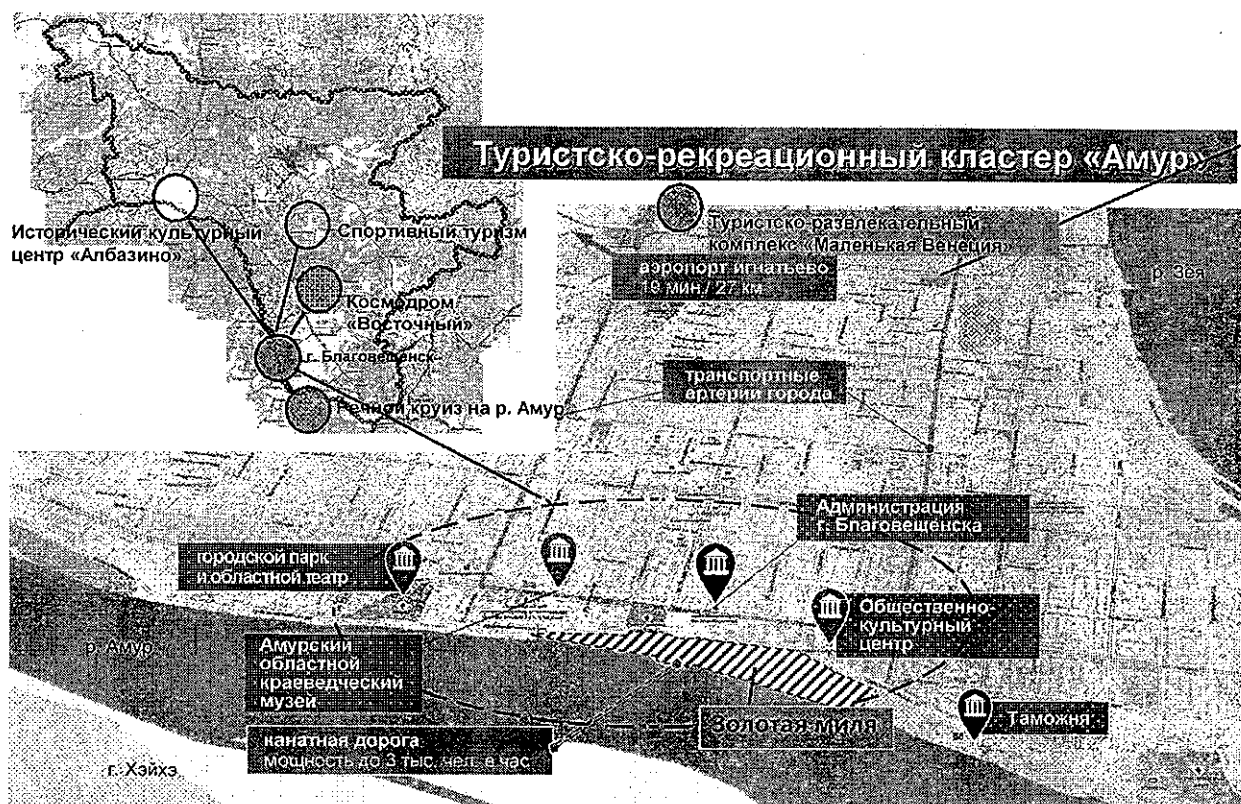 Туристско-рекреационный кластер «Амур»
Исторический культурный
центр «Албазино»
Спортивный туризм
Космодром
«Восточный»
г. Благовещенск
Речной круиз на р. Амур
Туристско-развлекательный
комплекс «Маленькая Венеция»
аэропорт игнатьево
19 мин./ 27 км
р. Зея
транспортные
артерии города
Администрация
г. Благовещенска
городской парк
и областной театр
Общественно-
культурный
центр
р. Амур
Амурский
областной
краеведческий
музей
Золотая миля
Таможня
канатная дорога
мощность до 3 тыс. чел. в час
г. Хэйхэ